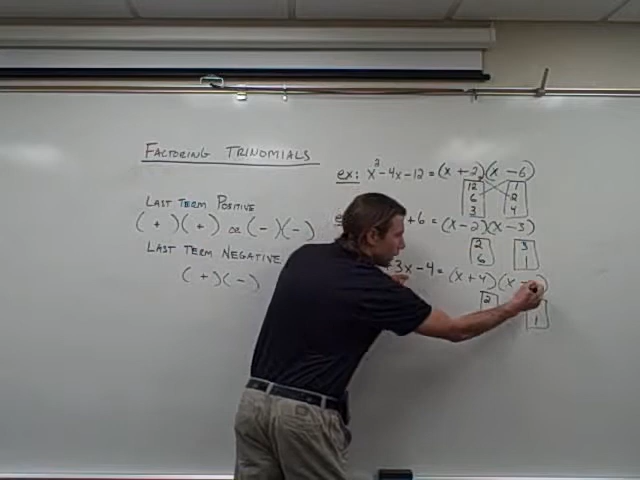 FACTORING TRINOMIALS
LAST TERM POSITIVE
( + )( + ) OR ( - )( - )
LAST TERM NEGATIVE
( + )( - )
ex: x² - 4x - 12 = (x + 2)(x - 6)
12 1
6 2
3 4
+ 6 = (x - 2)(x - 3)
2 3
6 1
3x - 4 = (x + 4)(x -
2
1